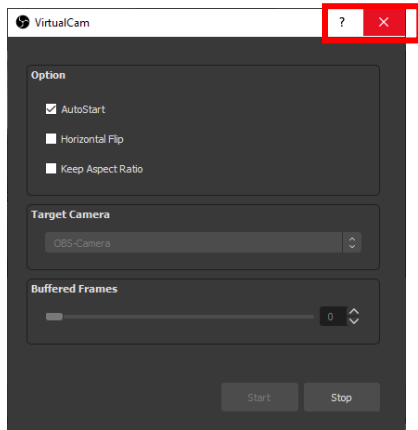 VirtualCam ? ×
Option
AutoStart
Horizontal Flip
Keep Aspect Ratio
Target Camera
OBS-Camera
Buffered Frames
0
Start Stop